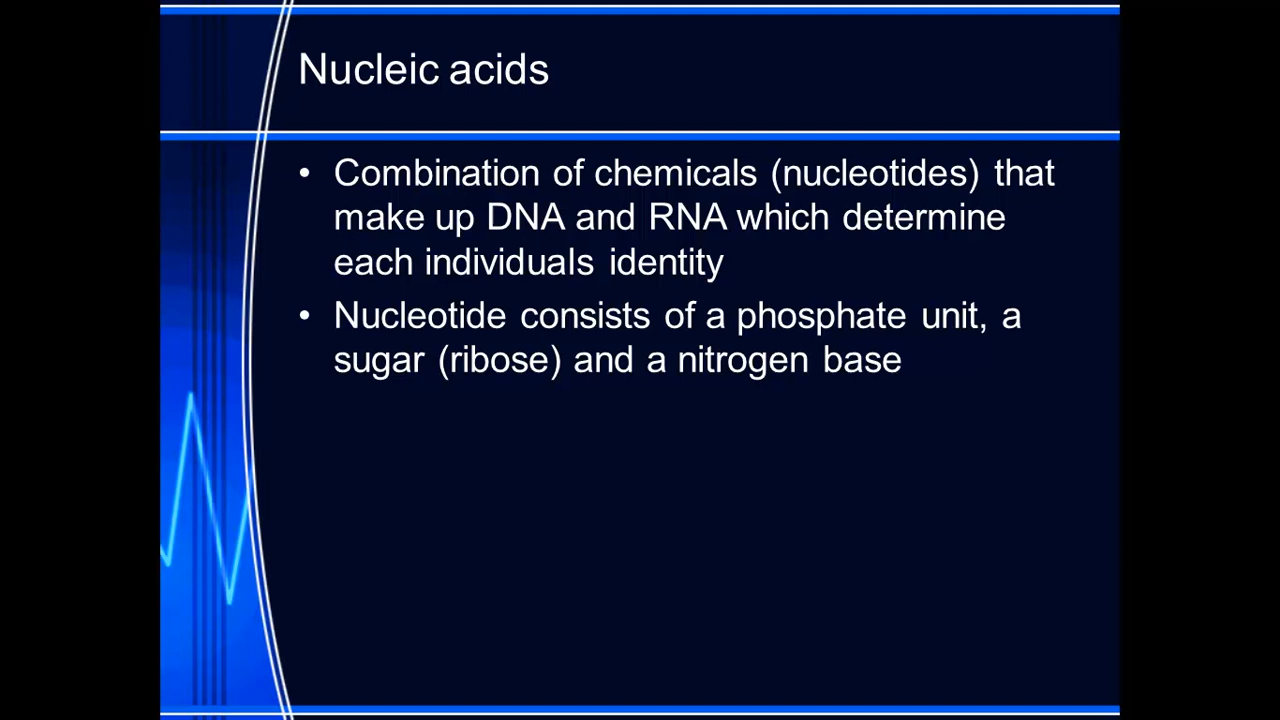 Nucleic acids
• Combination of chemicals (nucleotides) that
make up DNA and RNA which determine
each individuals identity
• Nucleotide consists of a phosphate unit, a
sugar (ribose) and a nitrogen base